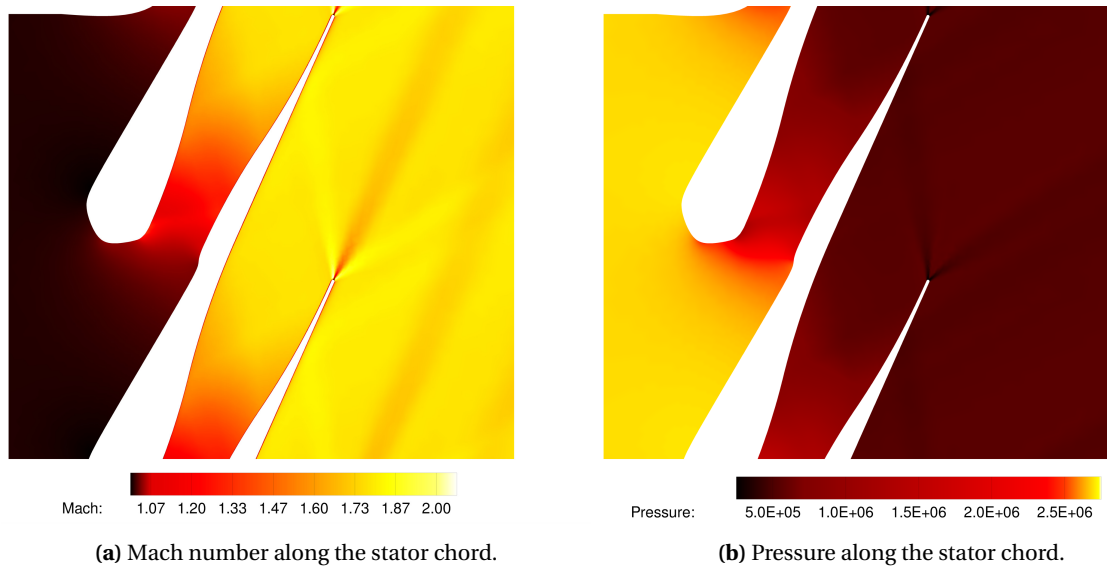 Mach: 1.07 1.20 1.33 1.47 1.60 1.73 1.87 2.00
(a) Mach number along the stator chord.
Pressure: 5.0E+05 1.0E+06 1.5E+06 2.0E+06 2.5E+06
(b) Pressure along the stator chord.